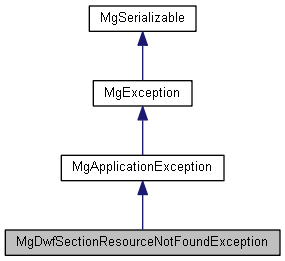 MgSerializable
MgException
MgApplicationException
MgDwfSectionResourceNotFoundException